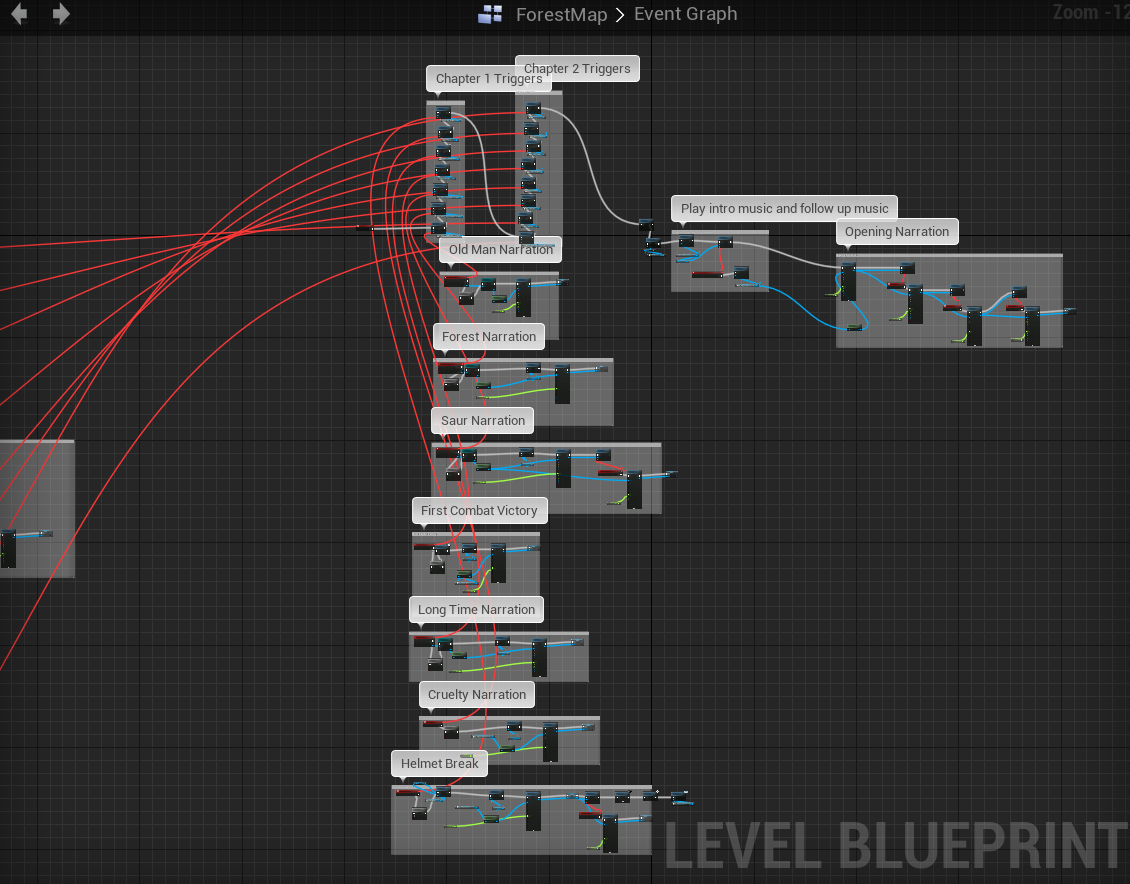 ForestMap > Event Graph
Zoom -12
Chapter 1 Triggers
Chapter 2 Triggers
Play intro music and follow up music
Opening Narration
Old Man Narration
Forest Narration
Saur Narration
First Combat Victory
Long Time Narration
Cruelty Narration
Helmet Break
LEVEL BLUEPRINT